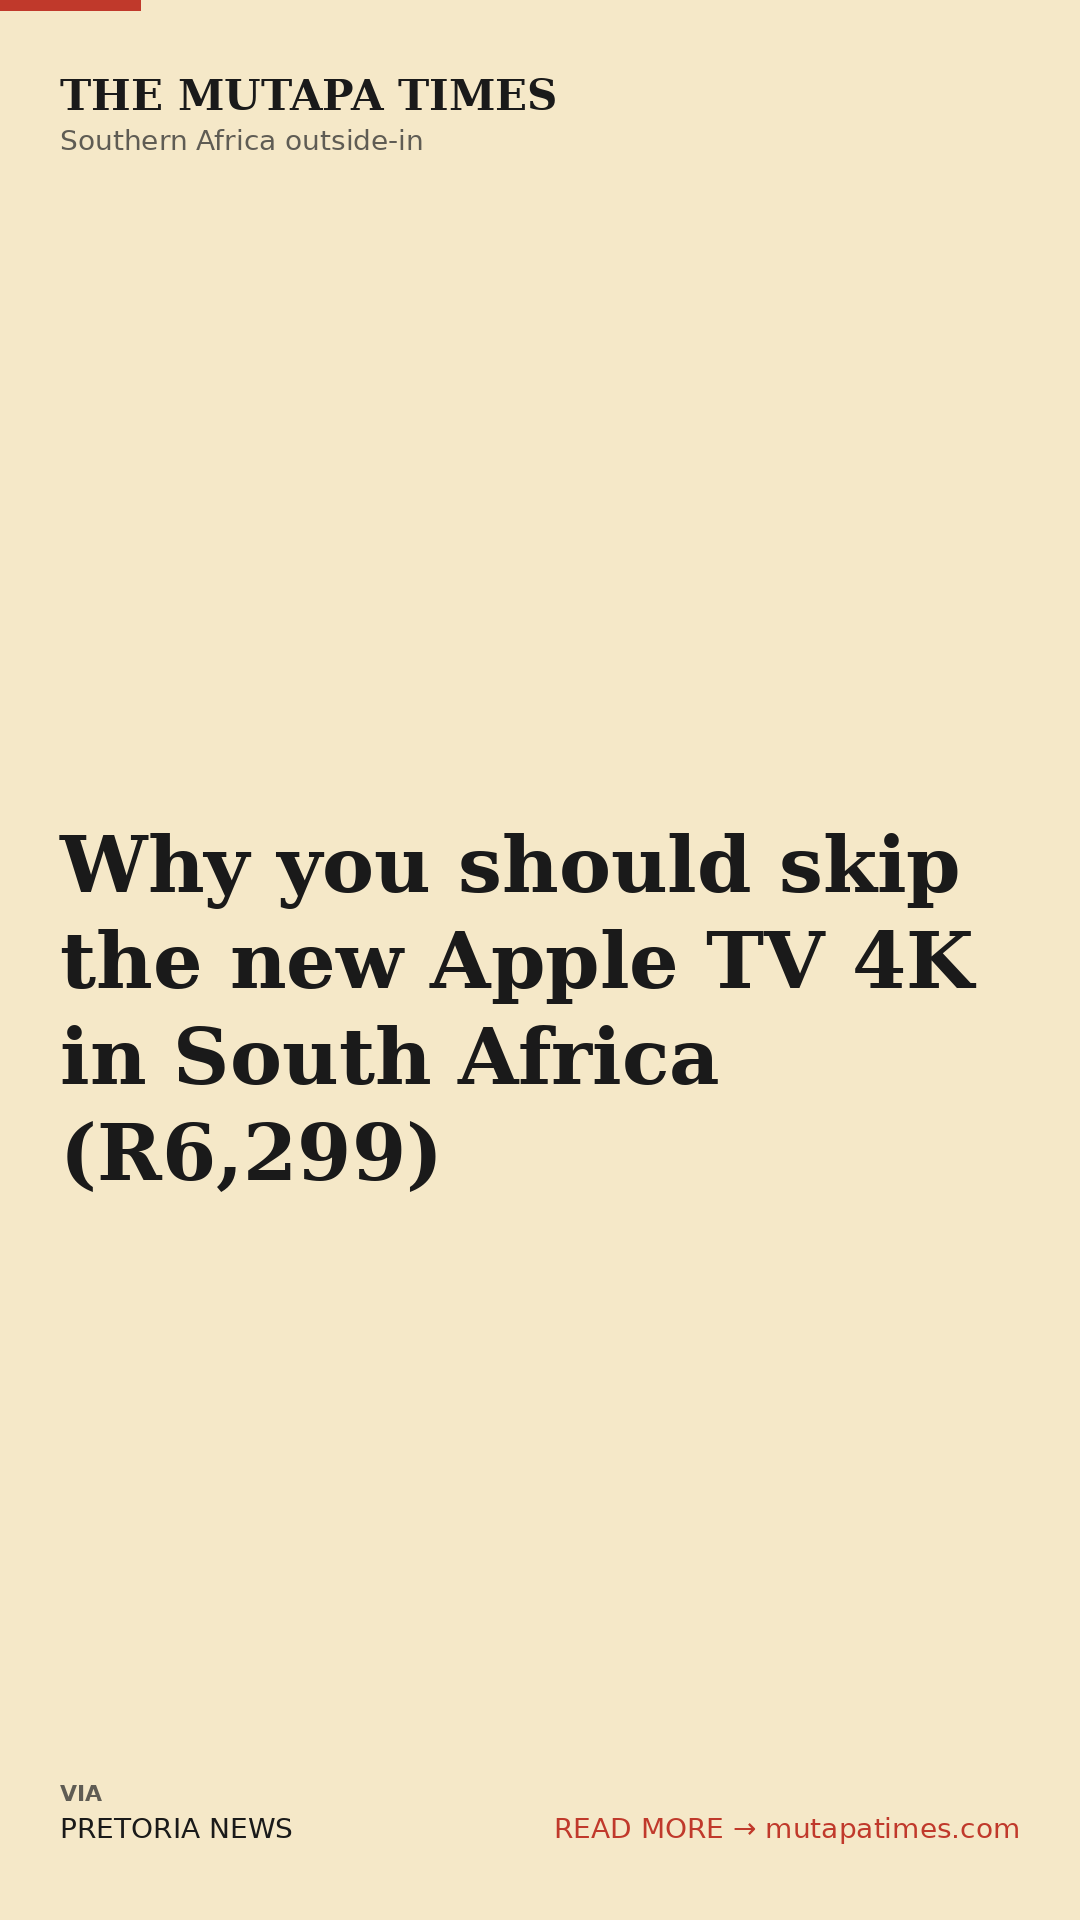 THE MUTAPA TIMES
Southern Africa outside-in
Why you should skip
the new Apple TV 4K
in South Africa
(R6,299)
VIA
PRETORIA NEWS
READ MORE → mutapatimes.com